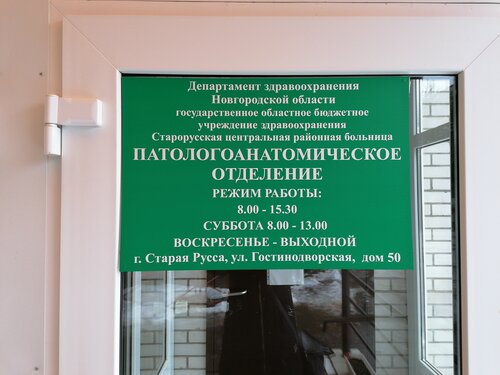 Департамент здравоохранения
Новгородской области
государственное областное бюджетное
учреждение здравоохранения
Старорусская центральная районная больница
ПАТОЛОГОАНАТОМИЧЕСКОЕ
ОТДЕЛЕНИЕ
РЕЖИМ РАБОТЫ:
8.00 - 15.30
СУББОТА 8.00 - 13.00
ВОСКРЕСЕНЬЕ - ВЫХОДНОЙ
г. Старая Русса, ул. Гостинодворская, дом 50